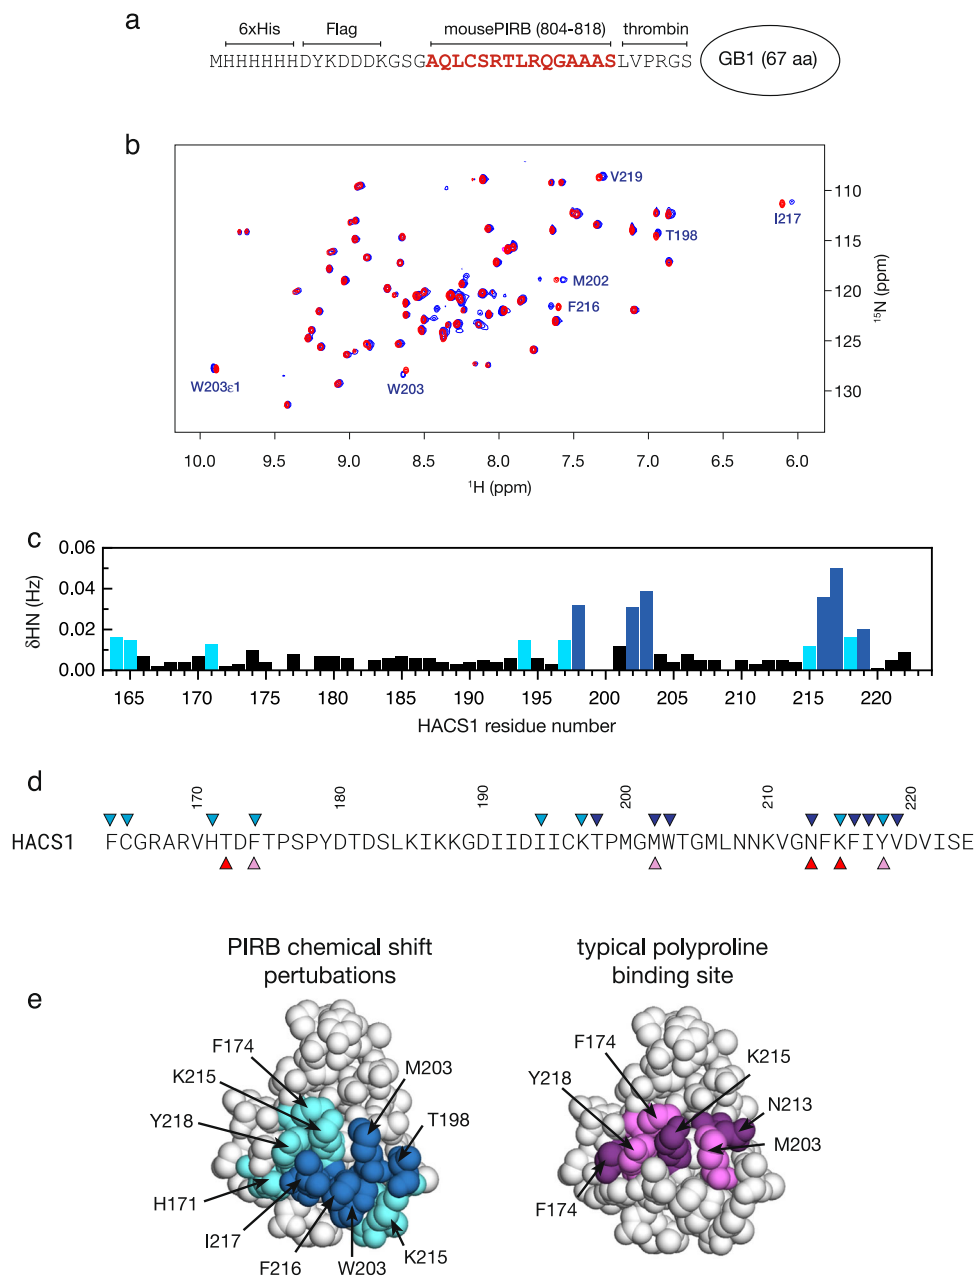 a
6xHis Flag mousePIRB (804-818) thrombin
MHHHHHHDYKDDDKGSGAQLCSRTLRQGAAASLVPRGS GB1 (67 aa)
b
V219
I217
T198
M202
F216
W203ε1
W203
110
115
120
125
130
¹⁵N (ppm)
10.0 9.5 9.0 8.5 8.0 7.5 7.0 6.5 6.0
¹H (ppm)
c
0.06
0.04
0.02
0.00
δHN (Hz)
165 170 175 180 185 190 195 200 205 210 215 220
HACS1 residue number
d
170 180 190 200 210 220
HACS1 FCGRARVHTDFTPSPYDTDSLKIKKGDIIDIICKTPMGMWTGMLNNKVGNFKFIYVDVISE
PIRB chemical shift
pertubations
typical polyproline
binding site
e
F174
K215
Y218
H171
I217
F216
W203
K215
T198
M203
F174
Y218
F174
K215
N213
M203